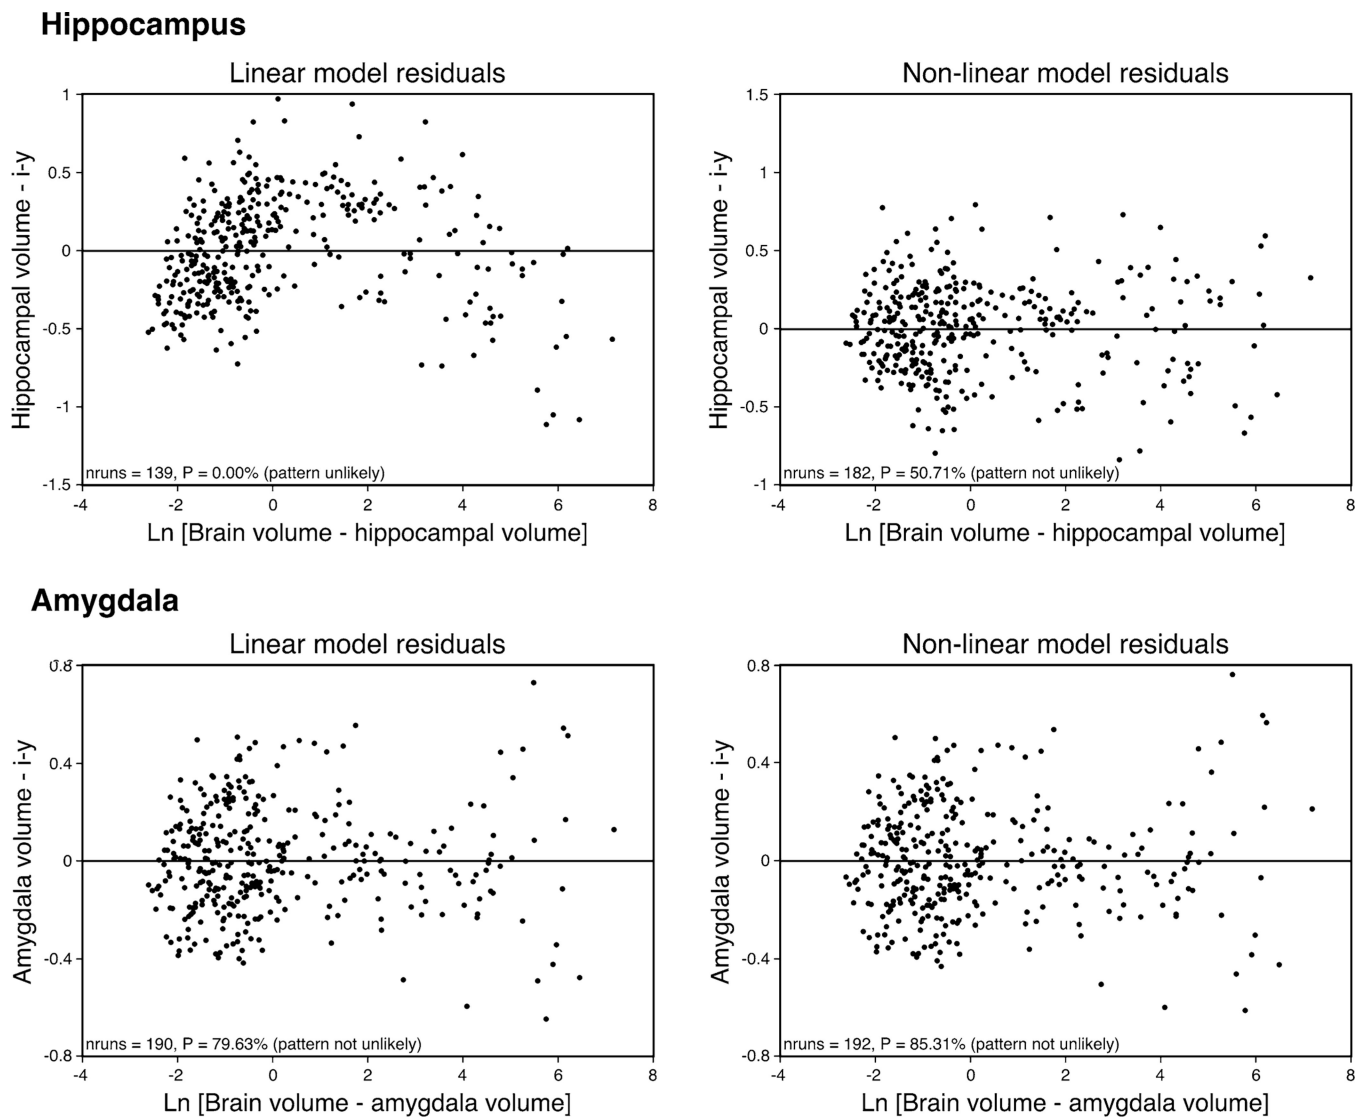 Hippocampus
Linear model residuals
Non-linear model residuals
Hippocampal volume - i-y
1
0.5
0
-0.5
-1
-1.5
nruns = 139, P = 0.00% (pattern unlikely)
-4 -2 0 2 4 6 8
Ln [Brain volume - hippocampal volume]
Hippocampal volume - i-y
1.5
1
0.5
0
-0.5
-1
nruns = 182, P = 50.71% (pattern not unlikely)
-4 -2 0 2 4 6 8
Ln [Brain volume - hippocampal volume]
Amygdala
Linear model residuals
Non-linear model residuals
Amygdala volume - i-y
0.8
0.4
0
-0.4
-0.8
nruns = 190, P = 79.63% (pattern not unlikely)
-4 -2 0 2 4 6 8
Ln [Brain volume - amygdala volume]
Amygdala volume - i-y
0.8
0.4
0
-0.4
-0.8
nruns = 192, P = 85.31% (pattern not unlikely)
-4 -2 0 2 4 6 8
Ln [Brain volume - amygdala volume]